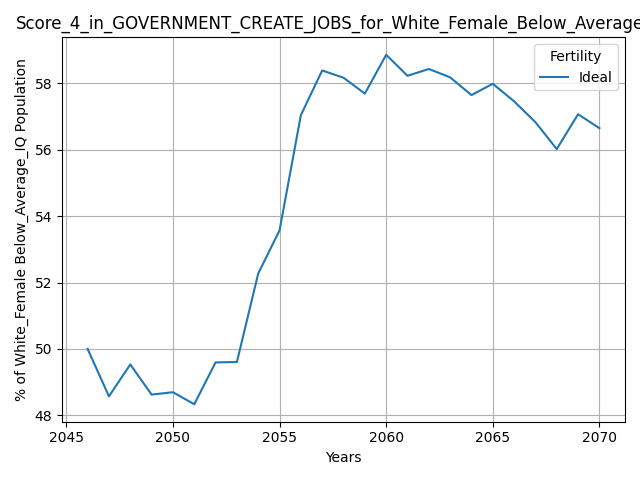 Score_4_in_GOVERNMENT_CREATE_JOBS_for_White_Female_Below_Average
Fertility
Ideal
% of White_Female Below_Average_IQ Population
58
56
54
52
50
48
2045
2050
2055
2060
2065
2070
Years